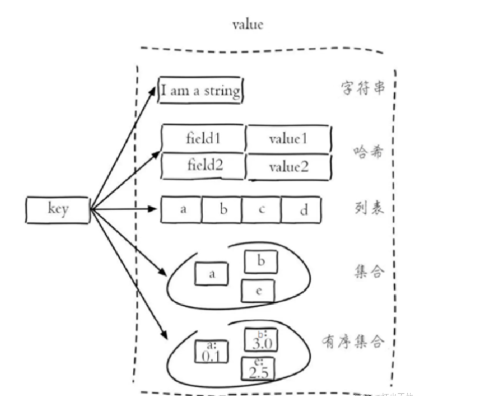 value
I am a string
字符串
field1 value1
field2 value2
哈希
key
a b c d
列表
a
b
e
集合
a:
0.1
b:
3.0
c:
2.5
有序集合